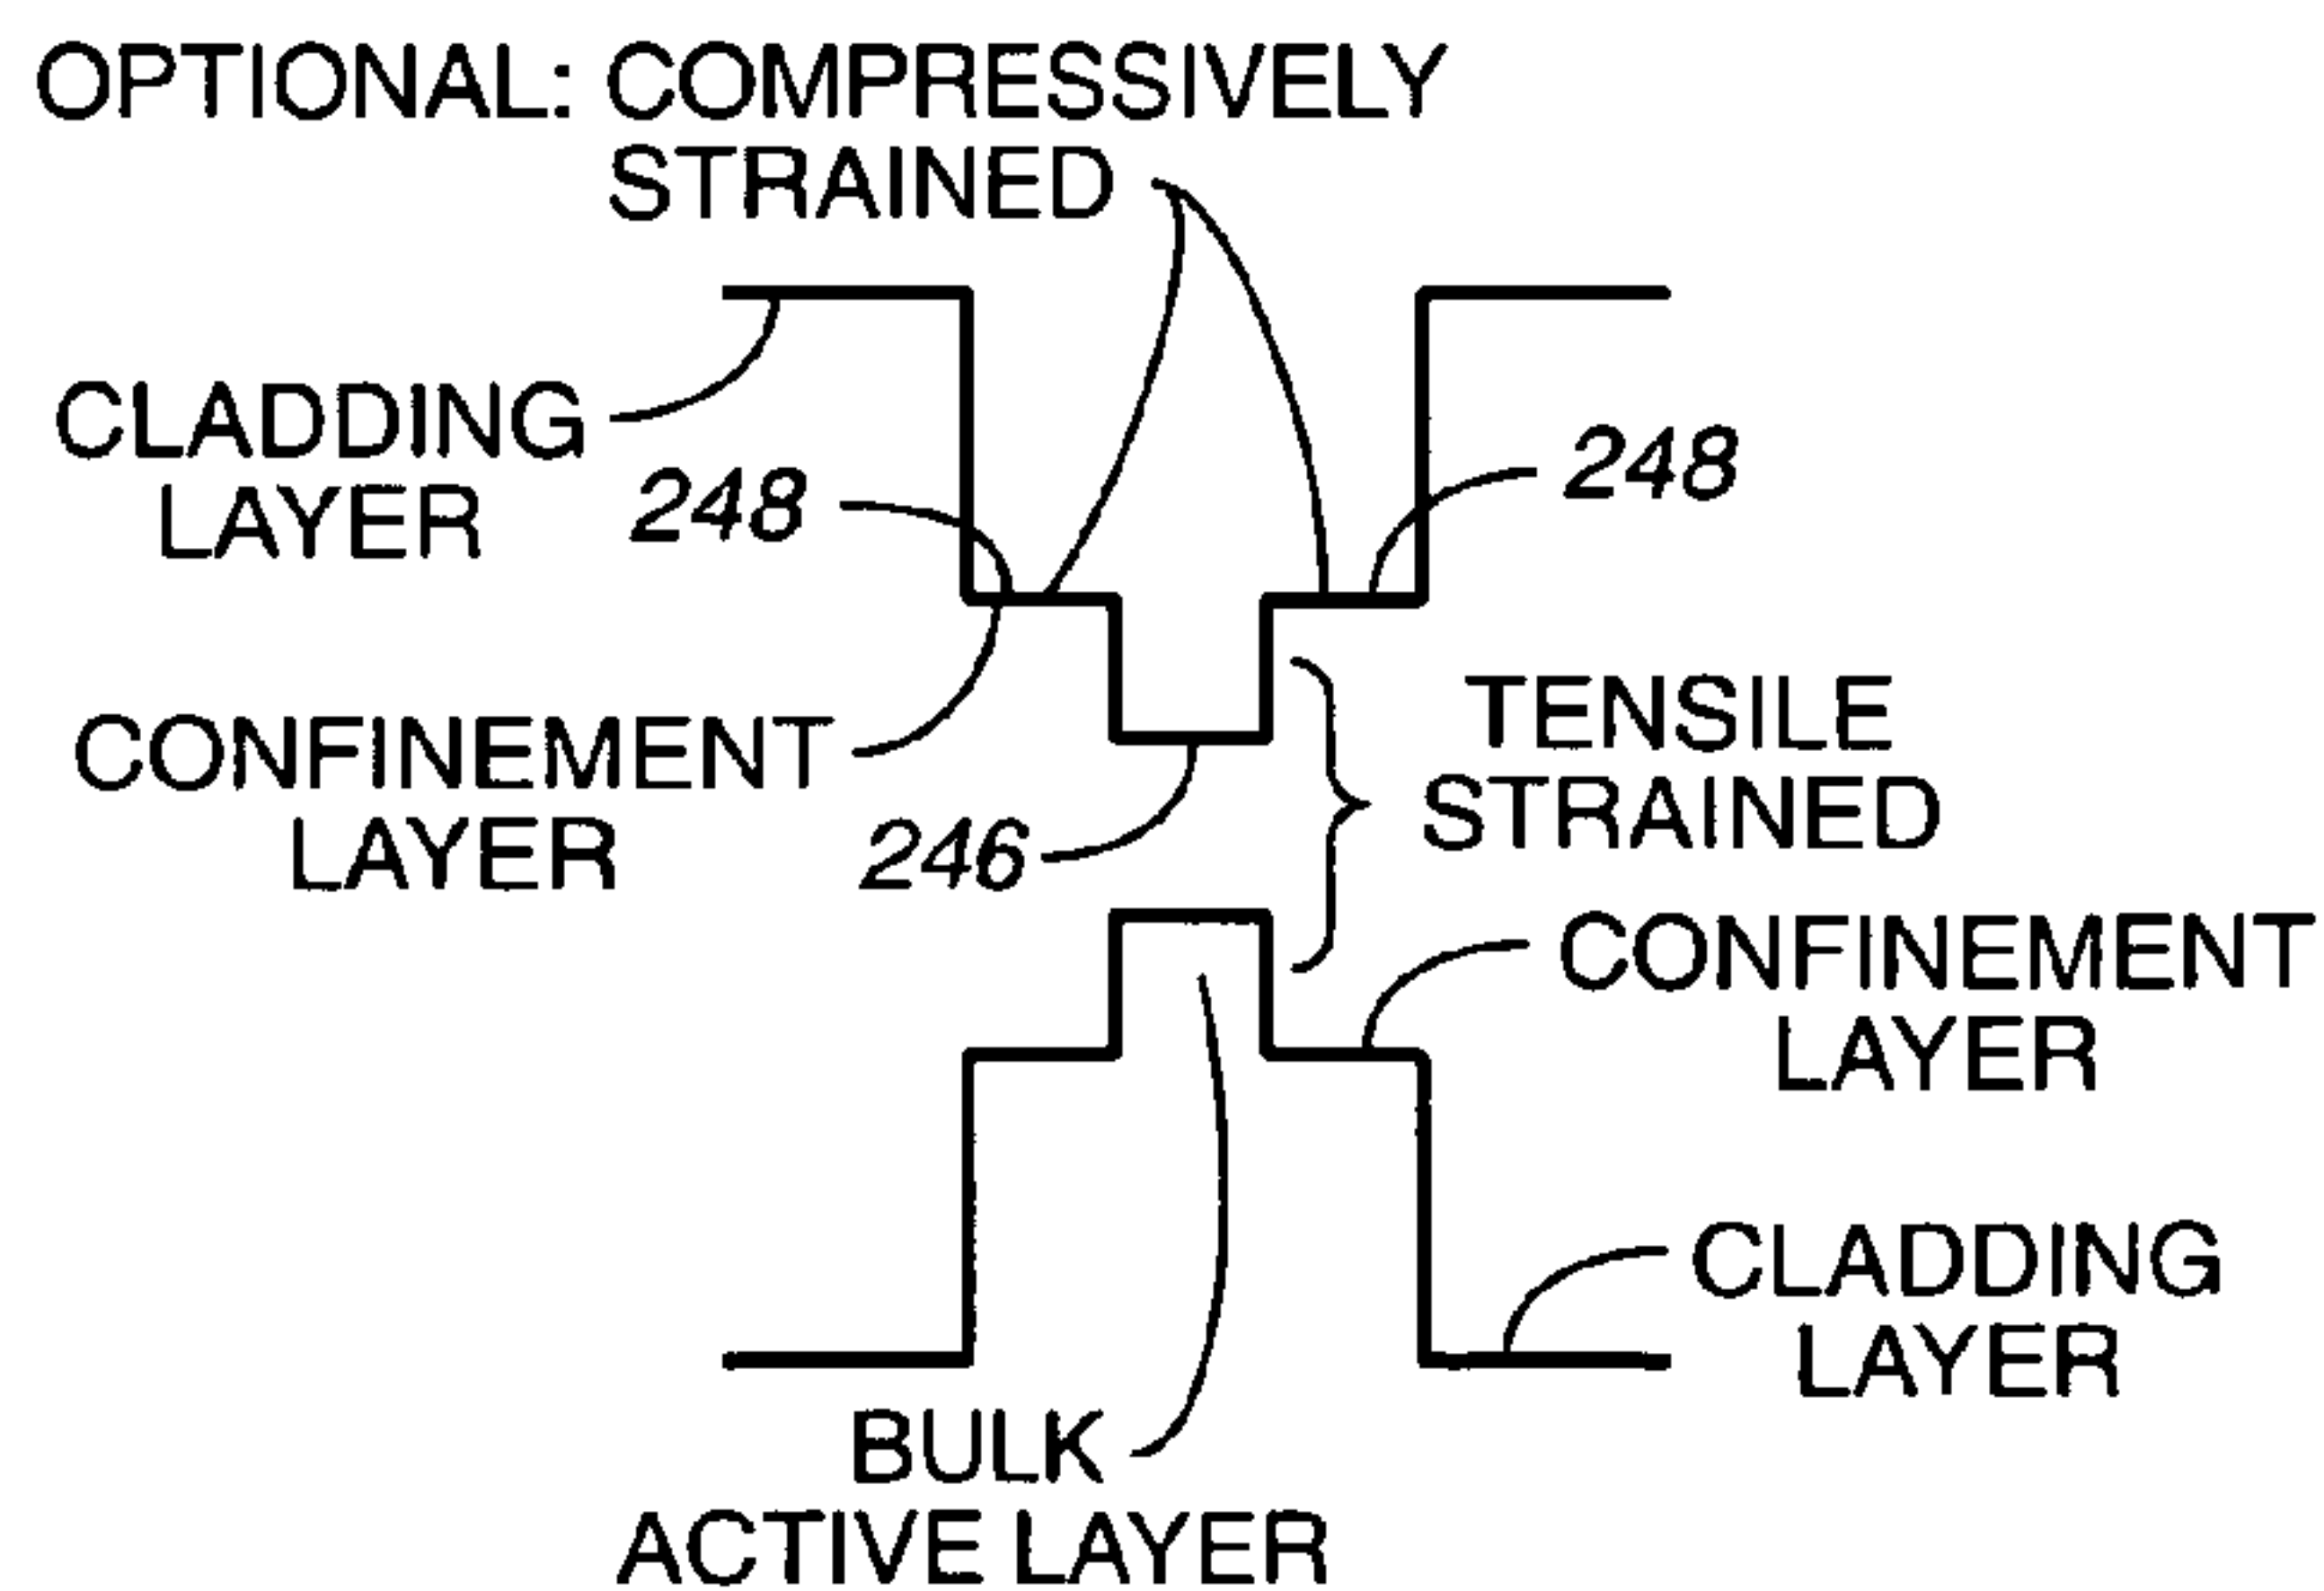 OPTIONAL: COMPRESSIVELY
STRAINED
CLADDING
LAYER
248
248
CONFINEMENT
LAYER
TENSILE
STRAINED
246
CONFINEMENT
LAYER
CLADDING
LAYER
BULK
ACTIVE LAYER